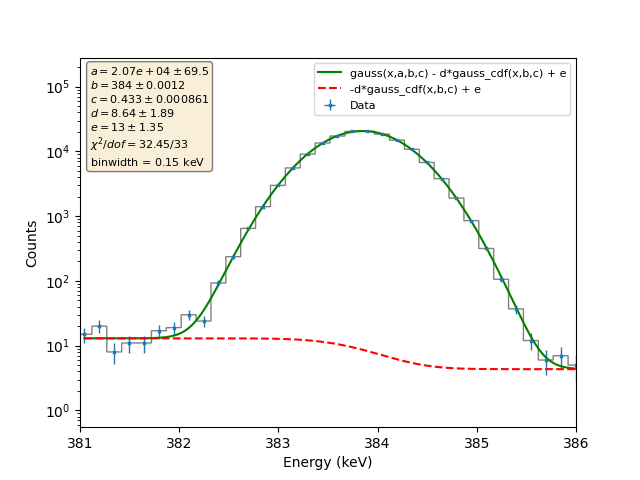 a = 2.07e + 04 ± 69.5
b = 384 ± 0.0012
c = 0.433 ± 0.000861
d = 8.64 ± 1.89
e = 13 ± 1.35
χ²/dof = 32.45/33
binwidth = 0.15 keV
gauss(x,a,b,c) - d*gauss_cdf(x,b,c) + e
-d*gauss_cdf(x,b,c) + e
Data
10⁵
10⁴
10³
10²
10¹
10⁰
Counts
381 382 383 384 385 386
Energy (keV)